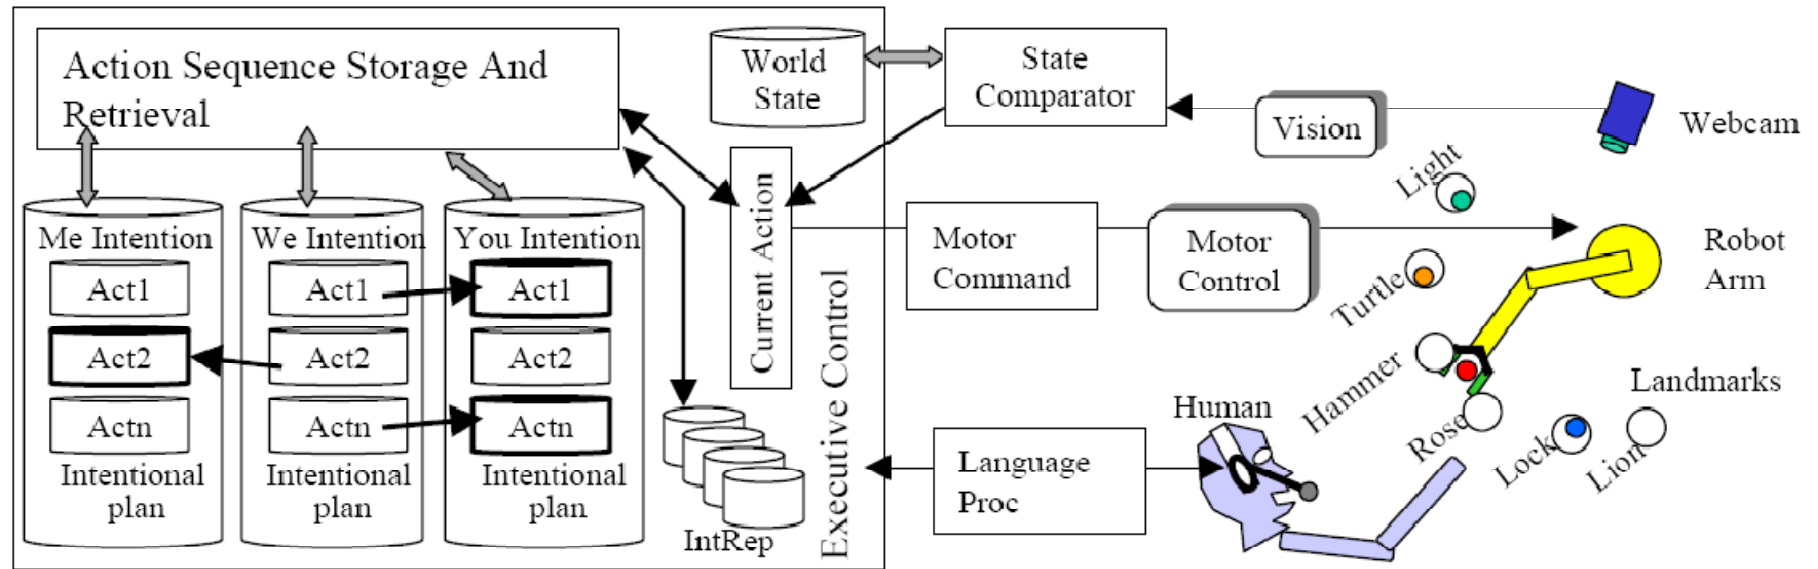 Action Sequence Storage And
Retrieval
World
State
State
Comparator
Vision
Webcam
Light
Me Intention
We Intention
You Intention
Current Action
Motor
Command
Motor
Control
Robot
Arm
Turtle
Act1
Act1
Act1
Act2
Act2
Act2
Actn
Actn
Actn
Intentional
plan
Intentional
plan
Intentional
plan
IntRep
Executive Control
Language
Proc
Human
Hammer
Rose
Lock
Lion
Landmarks